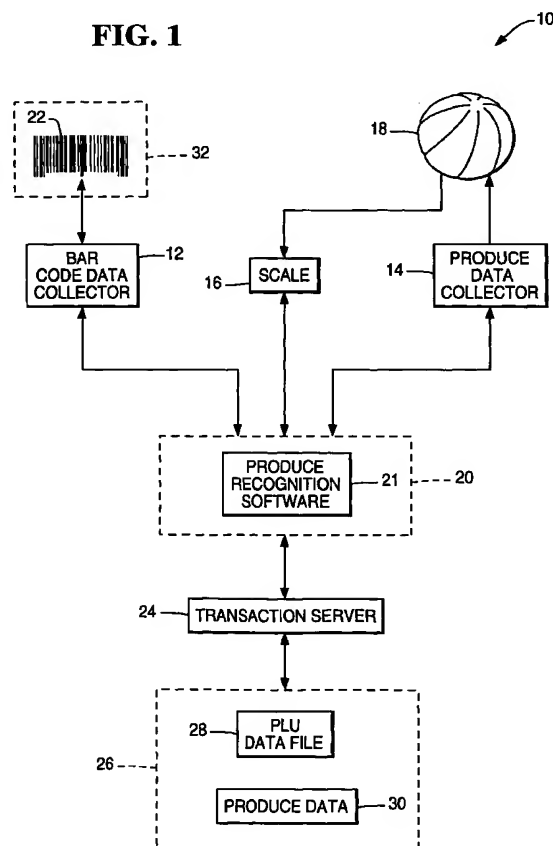 FIG. 1
10
22
32
18
BAR
CODE DATA
COLLECTOR
12
16
SCALE
14
PRODUCE
DATA
COLLECTOR
PRODUCE
RECOGNITION
SOFTWARE
21
20
24
TRANSACTION SERVER
26
28
PLU
DATA FILE
PRODUCE DATA
30